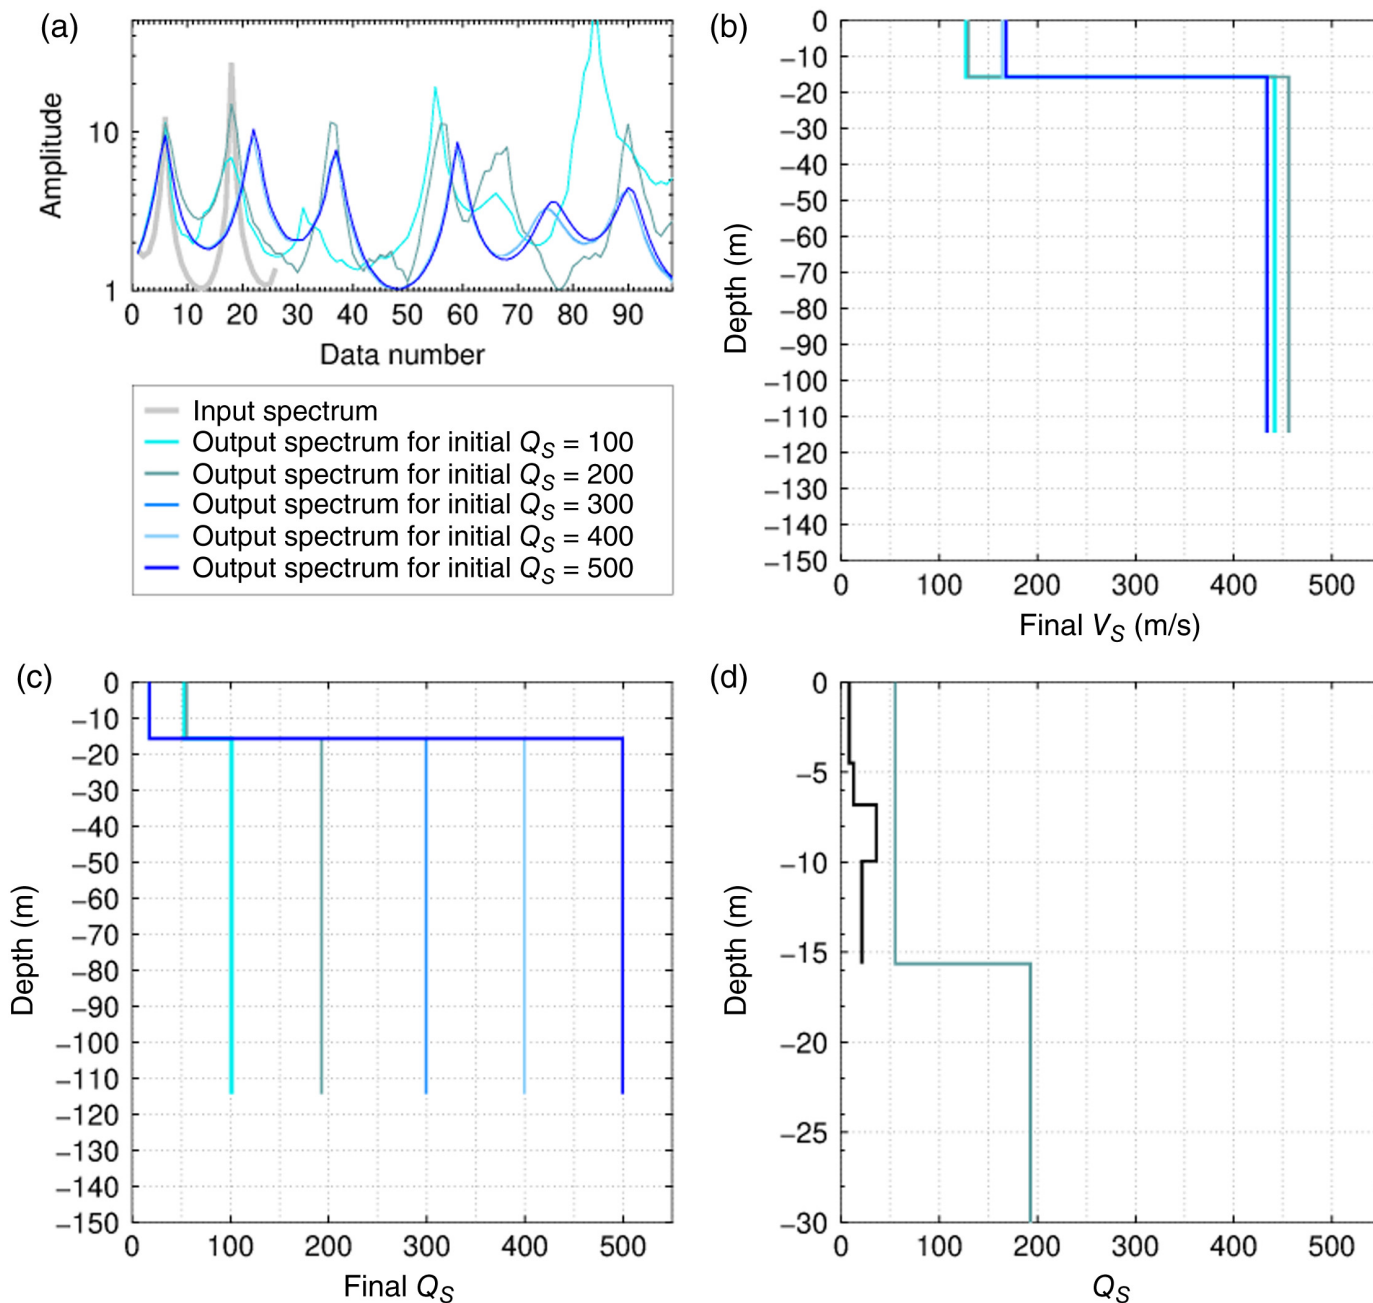 (a)
Amplitude
10
1
0 10 20 30 40 50 60 70 80 90
Data number
Input spectrum
Output spectrum for initial QS = 100
Output spectrum for initial QS = 200
Output spectrum for initial QS = 300
Output spectrum for initial QS = 400
Output spectrum for initial QS = 500
(b)
Depth (m)
0
−10
−20
−30
−40
−50
−60
−70
−80
−90
−100
−110
−120
−130
−140
−150
0 100 200 300 400 500
Final VS (m/s)
(c)
Depth (m)
0
−10
−20
−30
−40
−50
−60
−70
−80
−90
−100
−110
−120
−130
−140
−150
0 100 200 300 400 500
Final QS
(d)
Depth (m)
0
−5
−10
−15
−20
−25
−30
0 100 200 300 400 500
QS